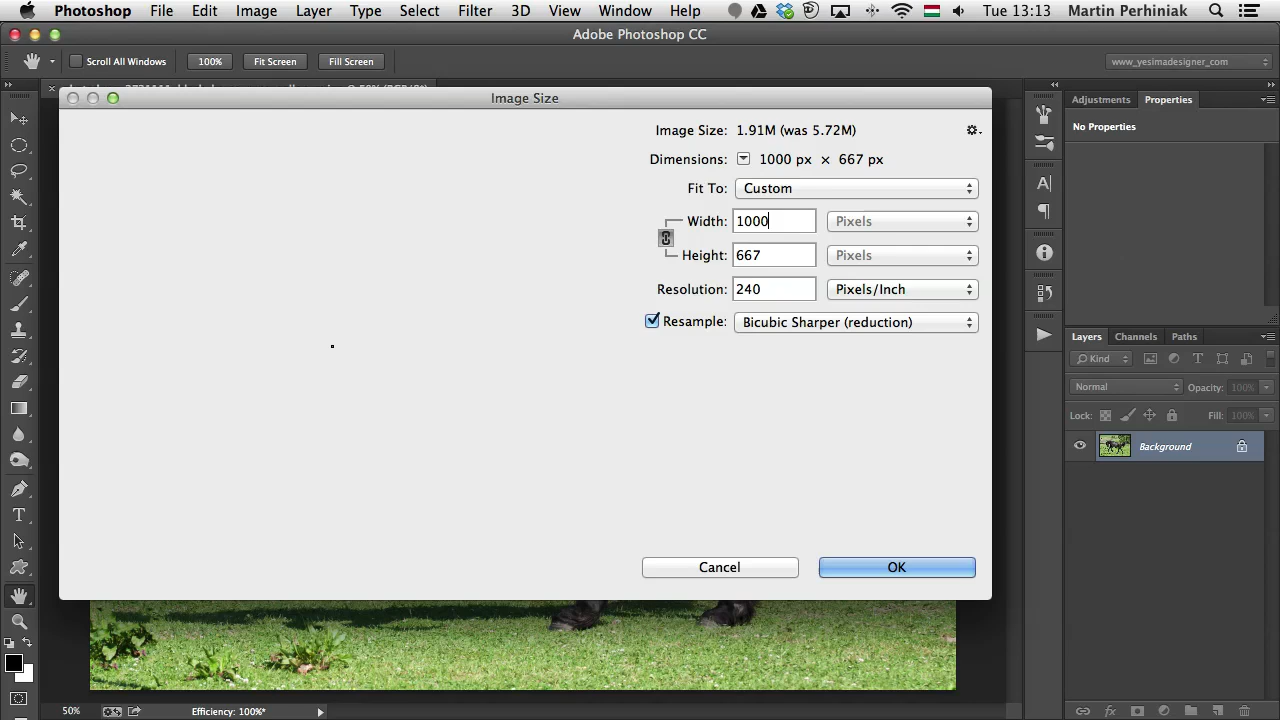 Photoshop File Edit Image Layer Type Select Filter 3D View Window Help Tue 13:13 Martin Perhiniak
Adobe Photoshop CC
Scroll All Windows 100% Fit Screen Fill Screen www_yesimadesigner_com
Image Size
Adjustments Properties
No Properties
Image Size: 1.91M (was 5.72M)
Dimensions: 1000 px × 667 px
Fit To: Custom
Width: 1000 Pixels
Height: 667 Pixels
Resolution: 240 Pixels/Inch
Resample: Bicubic Sharper (reduction)
Cancel OK
Layers Channels Paths
Kind
Normal Opacity: 100%
Lock: Fill: 100%
Background
50% Efficiency: 100%*